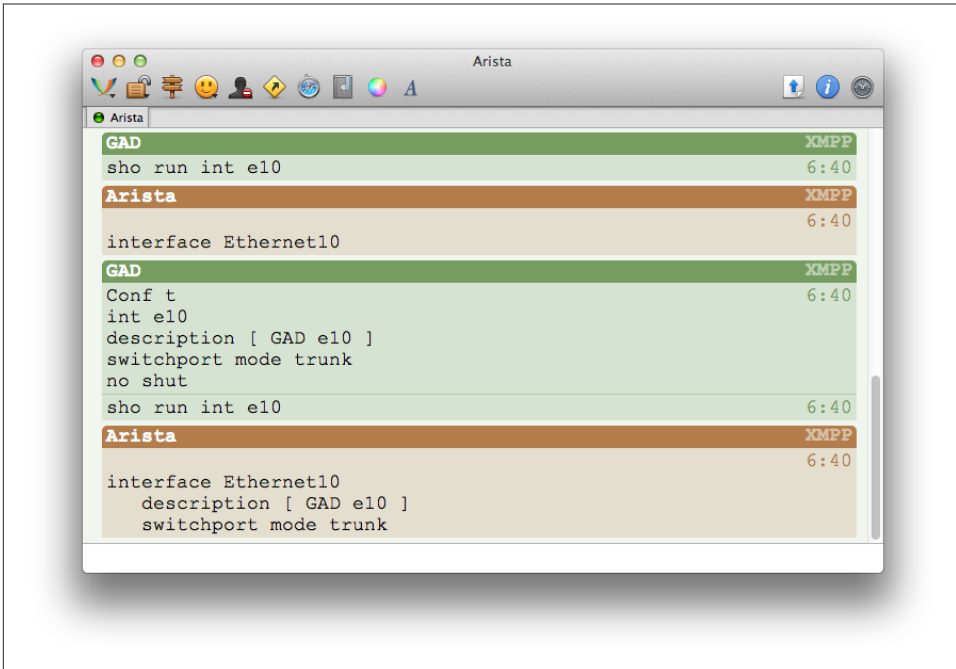 Arista
A
Arista
GAD XMPP
sho run int e10 6:40
Arista XMPP
6:40
interface Ethernet10
GAD XMPP
Conf t 6:40
int e10
description [ GAD e10 ]
switchport mode trunk
no shut
sho run int e10 6:40
Arista XMPP
6:40
interface Ethernet10
description [ GAD e10 ]
switchport mode trunk